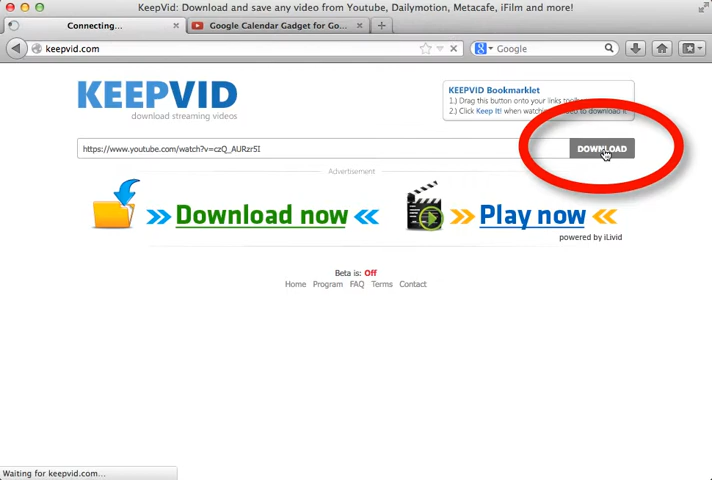 KeepVid: Download and save any video from Youtube, Dailymotion, Metacafe, iFilm and more!
Connecting...
Google Calendar Gadget for Go...
keepvid.com
Google
KEEPVID
download streaming videos
KEEPVID Bookmarklet
1.) Drag this button onto your links
2.) Click Keep It! when
to download it
https://www.youtube.com/watch?v=czQ_AURzr5I
DOWNLOAD
Advertisement
Download now
Play now
powered by iLivid
Beta is: Off
Home Program FAQ Terms Contact
Waiting for keepvid.com...